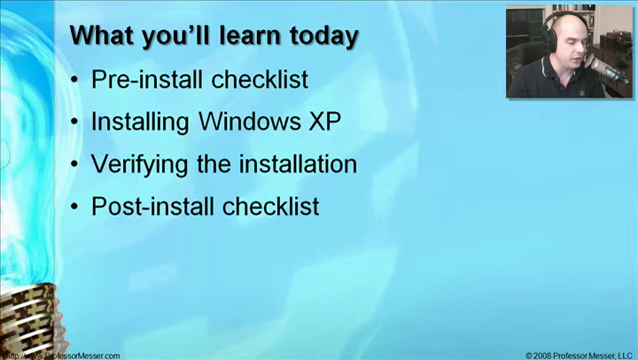 What you'll learn today
• Pre-install checklist
• Installing Windows XP
• Verifying the installation
• Post-install checklist
http://www.ProfessorMesser.com
© 2008 Professor Messer, LLC